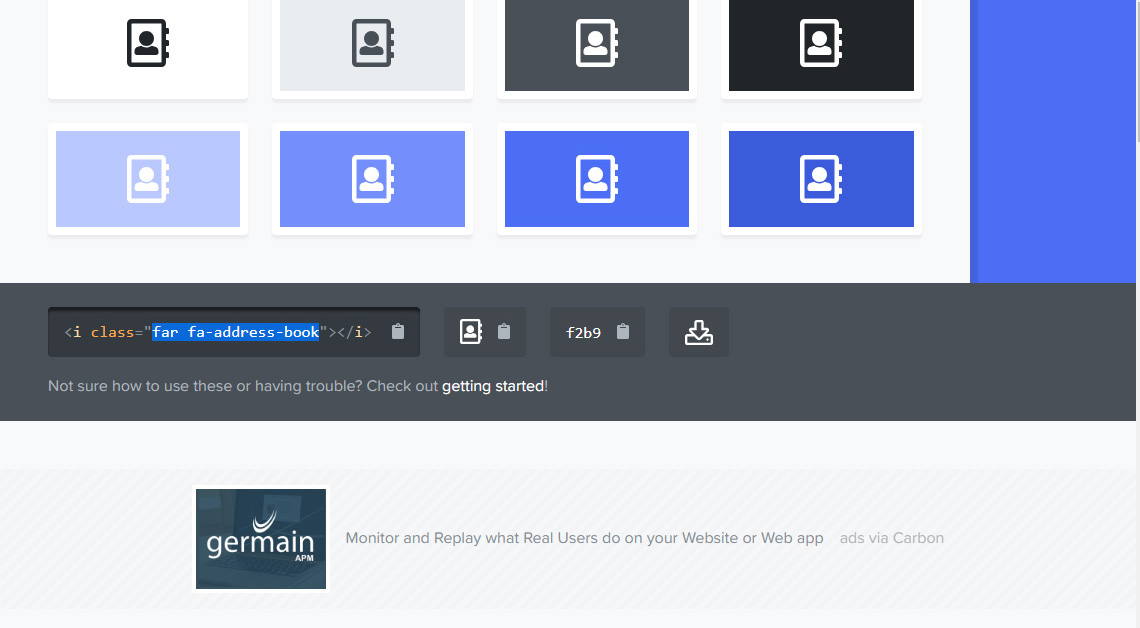 <i class="far fa-address-book"></i>
f2b9
Not sure how to use these or having trouble? Check out getting started!
germain
APM
Monitor and Replay what Real Users do on your Website or Web app
ads via Carbon